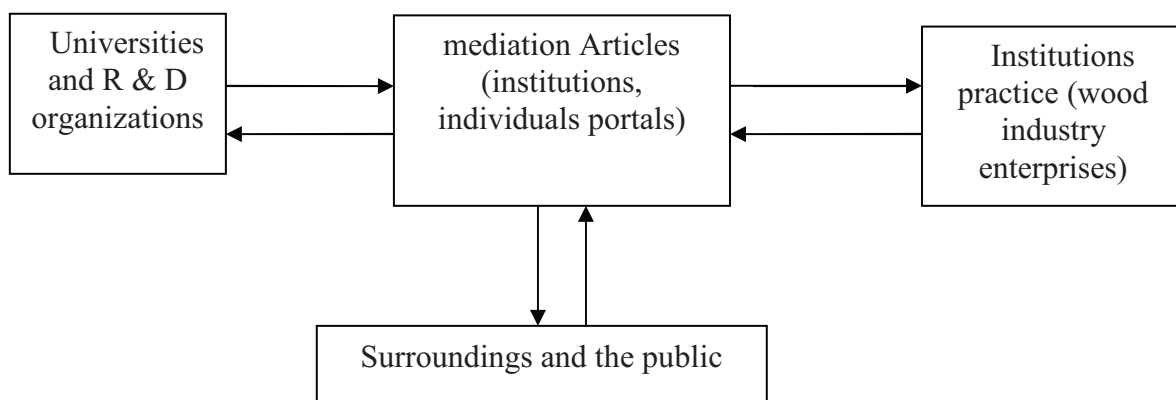 Universities
and R & D
organizations
mediation Articles
(institutions,
individuals portals)
Institutions
practice (wood
industry
enterprises)
Surroundings and the public